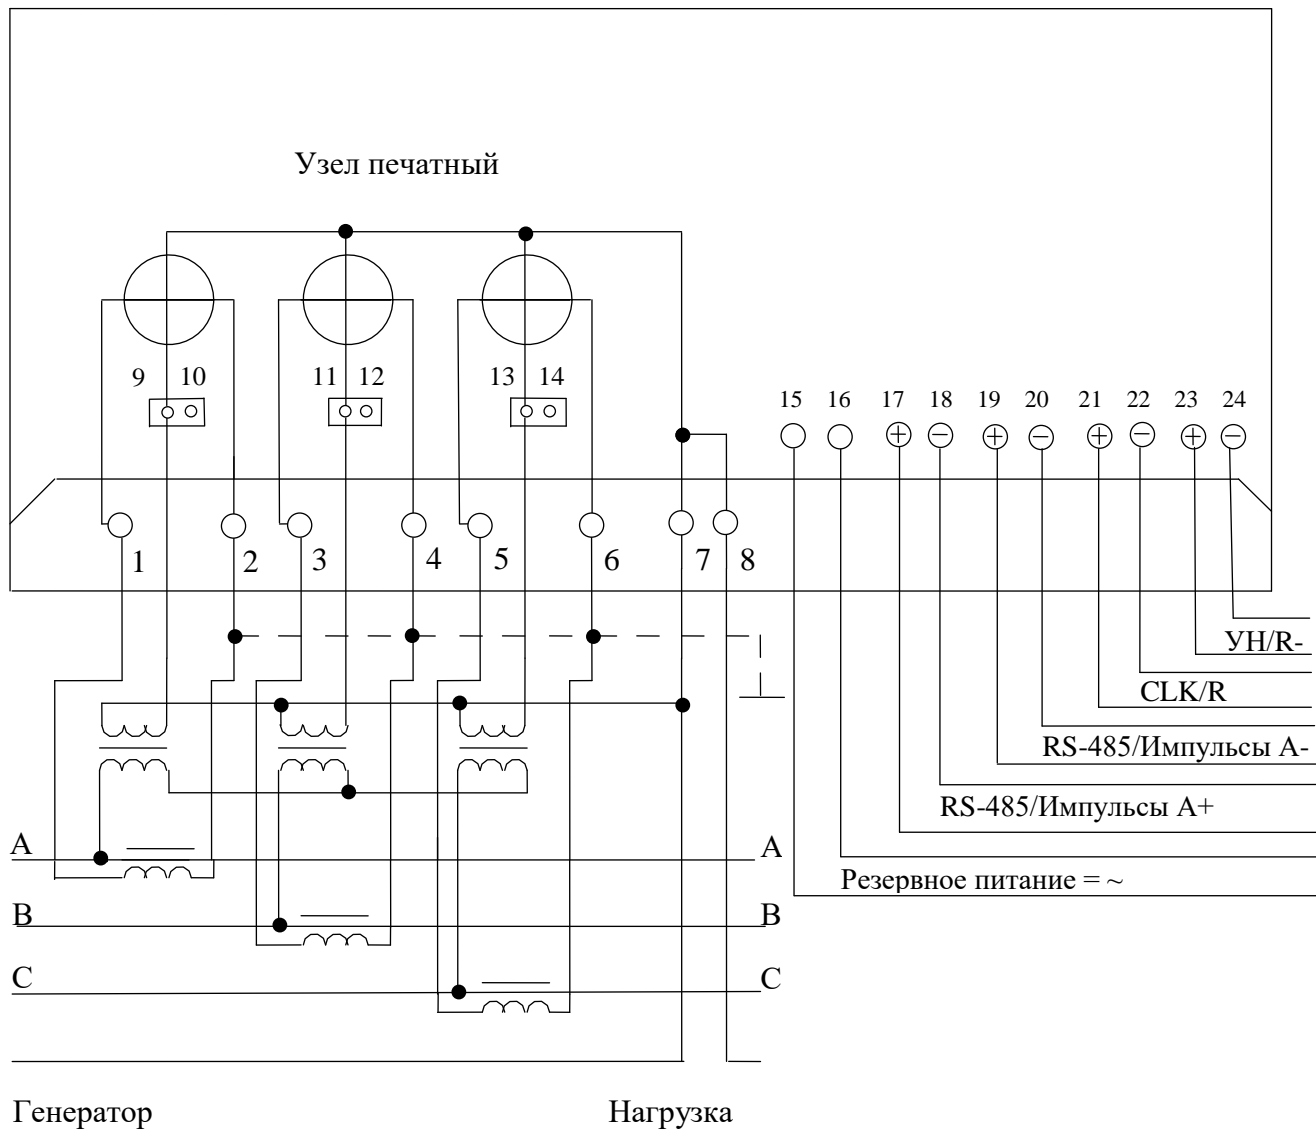 Узел печатный
9 10 11 12 13 14
15 16 17 18 19 20 21 22 23 24
+ − + − + − + −
1 2 3 4 5 6 7 8
УН/R-
CLK/R
RS-485/Импульсы А-
RS-485/Импульсы А+
А А
Резервное питание = ~
В В
С С
Генератор Нагрузка